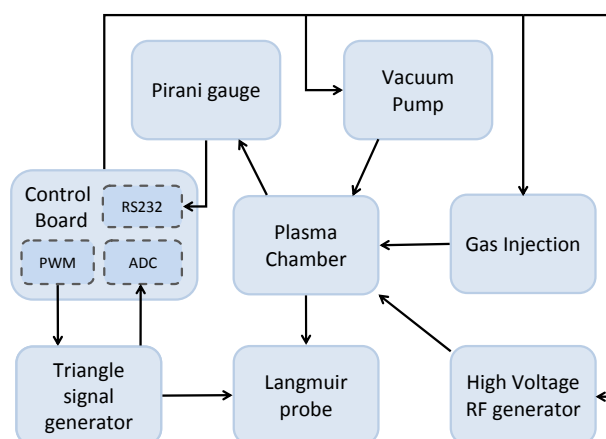 Pirani gauge
Vacuum
Pump
Control
Board
RS232
PWM
ADC
Plasma
Chamber
Gas Injection
Triangle
signal
generator
Langmuir
probe
High Voltage
RF generator